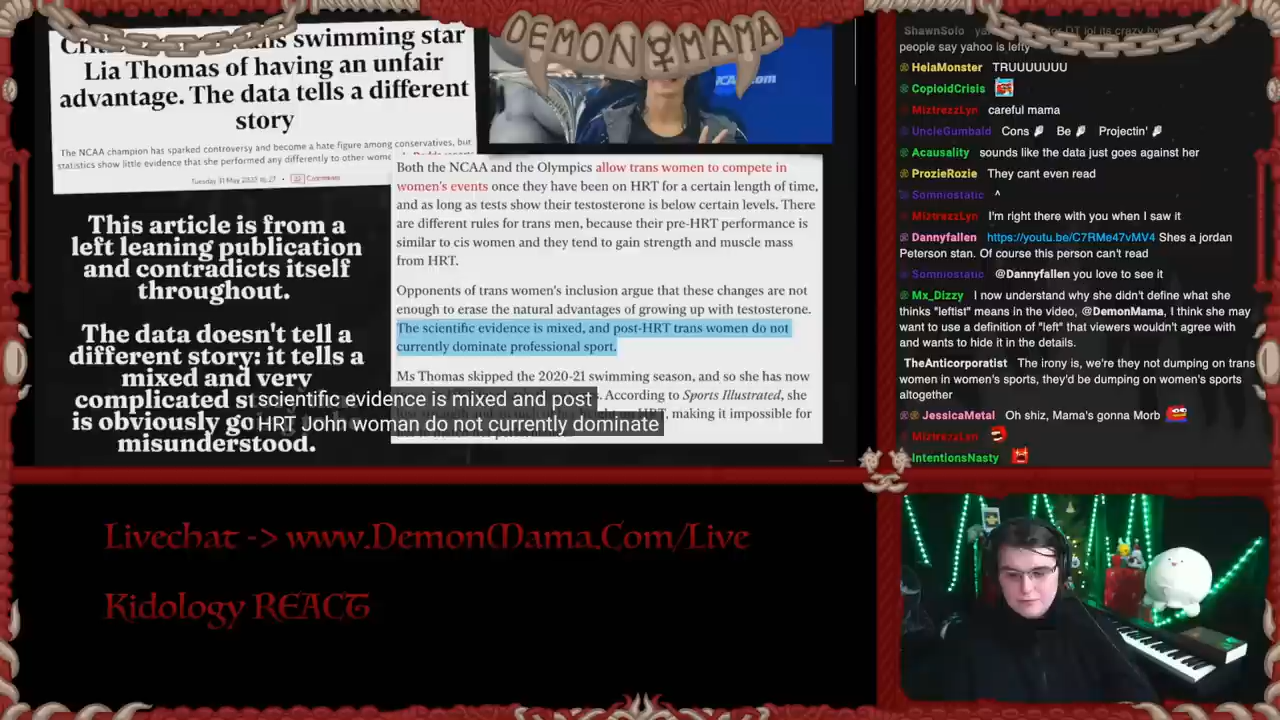 DEMON MAMA
swimming star
Lia Thomas of having an unfair
advantage. The data tells a different
story
The NCAA champion has sparked controversy and become a hate figure among conservatives, but
statistics show little evidence that she performed any differently to other
Tuesday 31 May 2022 16:27
Comments
This article is from a
left leaning publication
and contradicts itself
throughout.
The data doesn't tell a
different story: it tells a
mixed and very
complicated
is obviously
misunderstood.
Both the NCAA and the Olympics allow trans women to compete in
women's events once they have been on HRT for a certain length of time,
and as long as tests show their testosterone is below certain levels. There
are different rules for trans men, because their pre-HRT performance is
similar to cis women and they tend to gain strength and muscle mass
from HRT.
Opponents of trans women's inclusion argue that these changes are not
enough to erase the natural advantages of growing up with testosterone.
The scientific evidence is mixed, and post-HRT trans women do not
currently dominate professional sport.
Ms Thomas skipped the 2020-21 swimming season, and so she has now
According to Sports Illustrated, she
HRT, making it impossible for
scientific evidence is mixed and post
HRT John woman do not currently dominate
ShawnSolo
people say yahoo is lefty
HelaMonster TRUUUUUUU
CopioidCrisis
MiztrezzLyn careful mama
UncleGumbald Cons Be Projectin'
Acausality sounds like the data just goes against her
ProzieRozie They cant even read
Somniostatic ^
MiztrezzLyn I'm right there with you when I saw it
Dannyfallen https://youtu.be/C7RMe47vMV4 Shes a jordan
Peterson stan. Of course this person can't read
Somniostatic @Dannyfallen you love to see it
Mx_Dizzy I now understand why she didn't define what she
thinks "leftist" means in the video, @DemonMama, I think she may
want to use a definition of "left" that viewers wouldn't agree with
and wants to hide it in the details.
TheAnticorporatist The irony is, we're they not dumping on trans
women in women's sports, they'd be dumping on women's sports
altogether
JessicaMetal Oh shiz, Mama's gonna Morb
MiztrezzLyn
IntentionsNasty
Livechat -> www.DemonMama.Com/Live
Kidology REACT